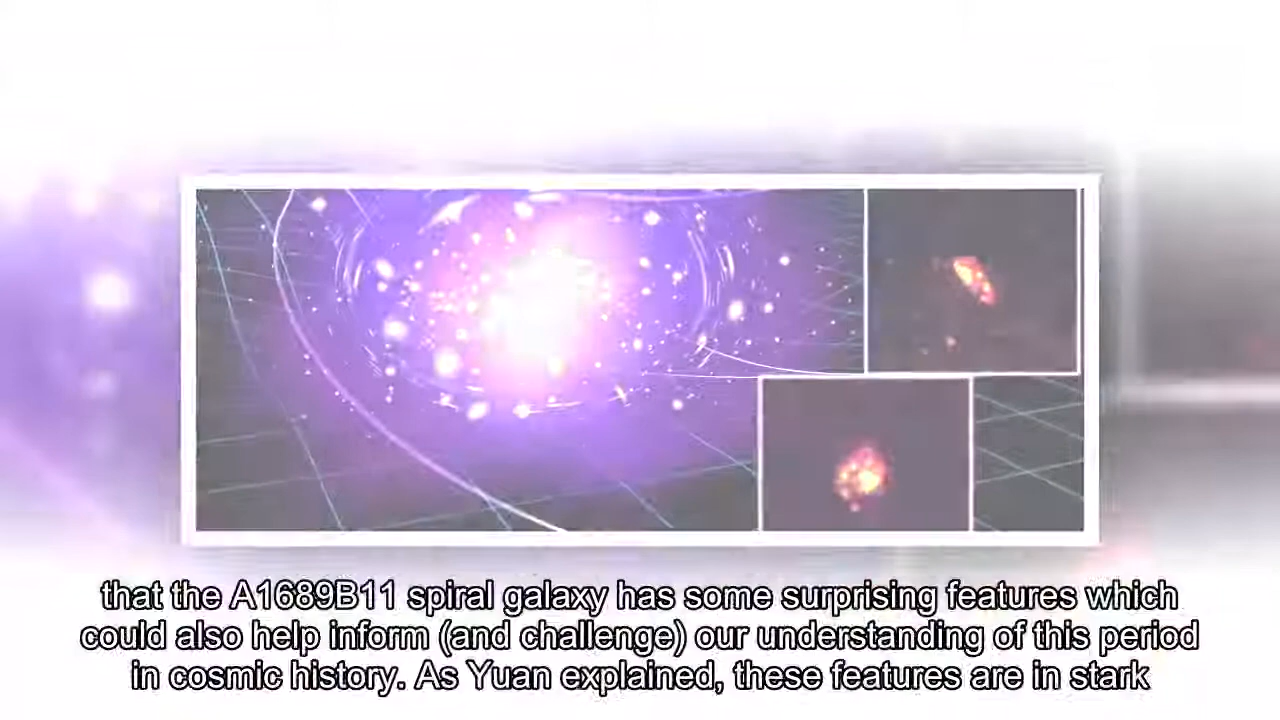 that the A1689B11 spiral galaxy has some surprising features which
could also help inform (and challenge) our understanding of this period
in cosmic history. As Yuan explained, these features are in stark